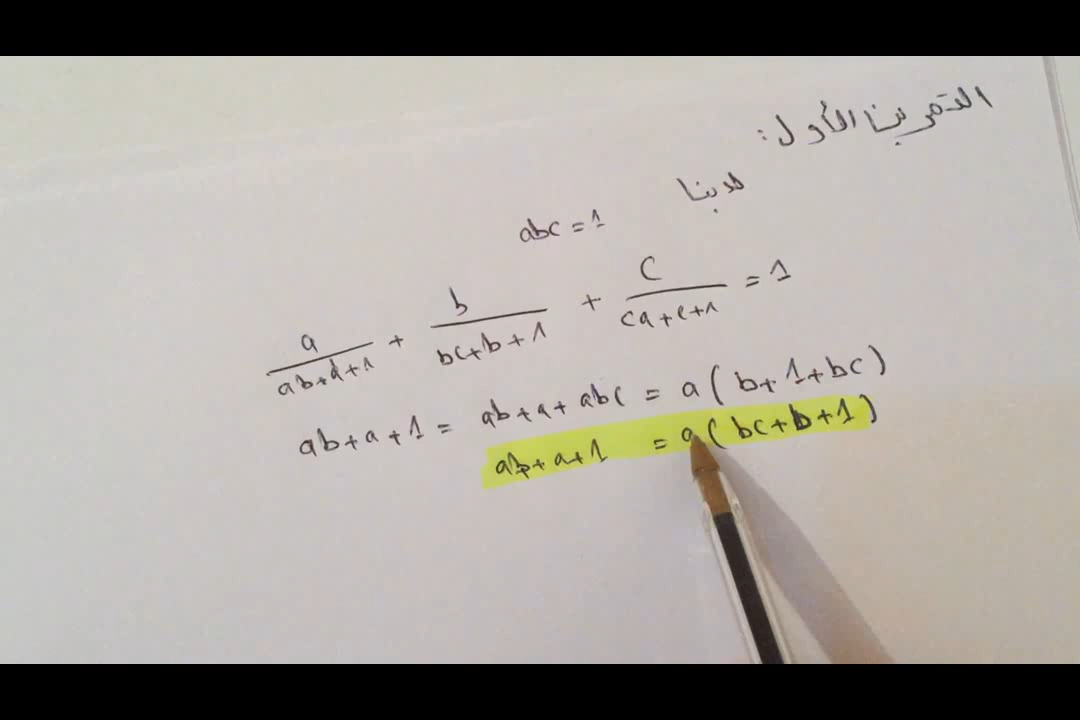 التمرين الأول:
لدينا
abc = 1
a/(ab+a+1) + b/(bc+b+1) + c/(ca+c+1) = 1
ab+a+1 = ab+a+abc = a(b+1+bc)
ab+a+1 = a(bc+b+1)